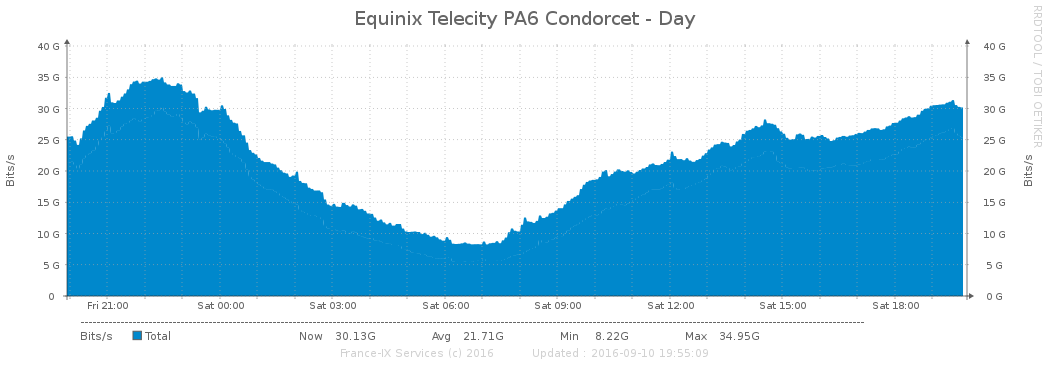 Equinix Telecity PA6 Condorcet - Day
RRDTOOL / TOBI OETIKER
Bits/s
40 G 40 G
35 G 35 G
30 G 30 G
25 G 25 G
20 G 20 G
15 G 15 G
10 G 10 G
5 G 5 G
0 0 G
Bits/s
Fri 21:00 Sat 00:00 Sat 03:00 Sat 06:00 Sat 09:00 Sat 12:00 Sat 15:00 Sat 18:00
Bits/s Total Now 30.13G Avg 21.71G Min 8.22G Max 34.95G
France-IX Services (c) 2016 Updated : 2016-09-10 19:55:09